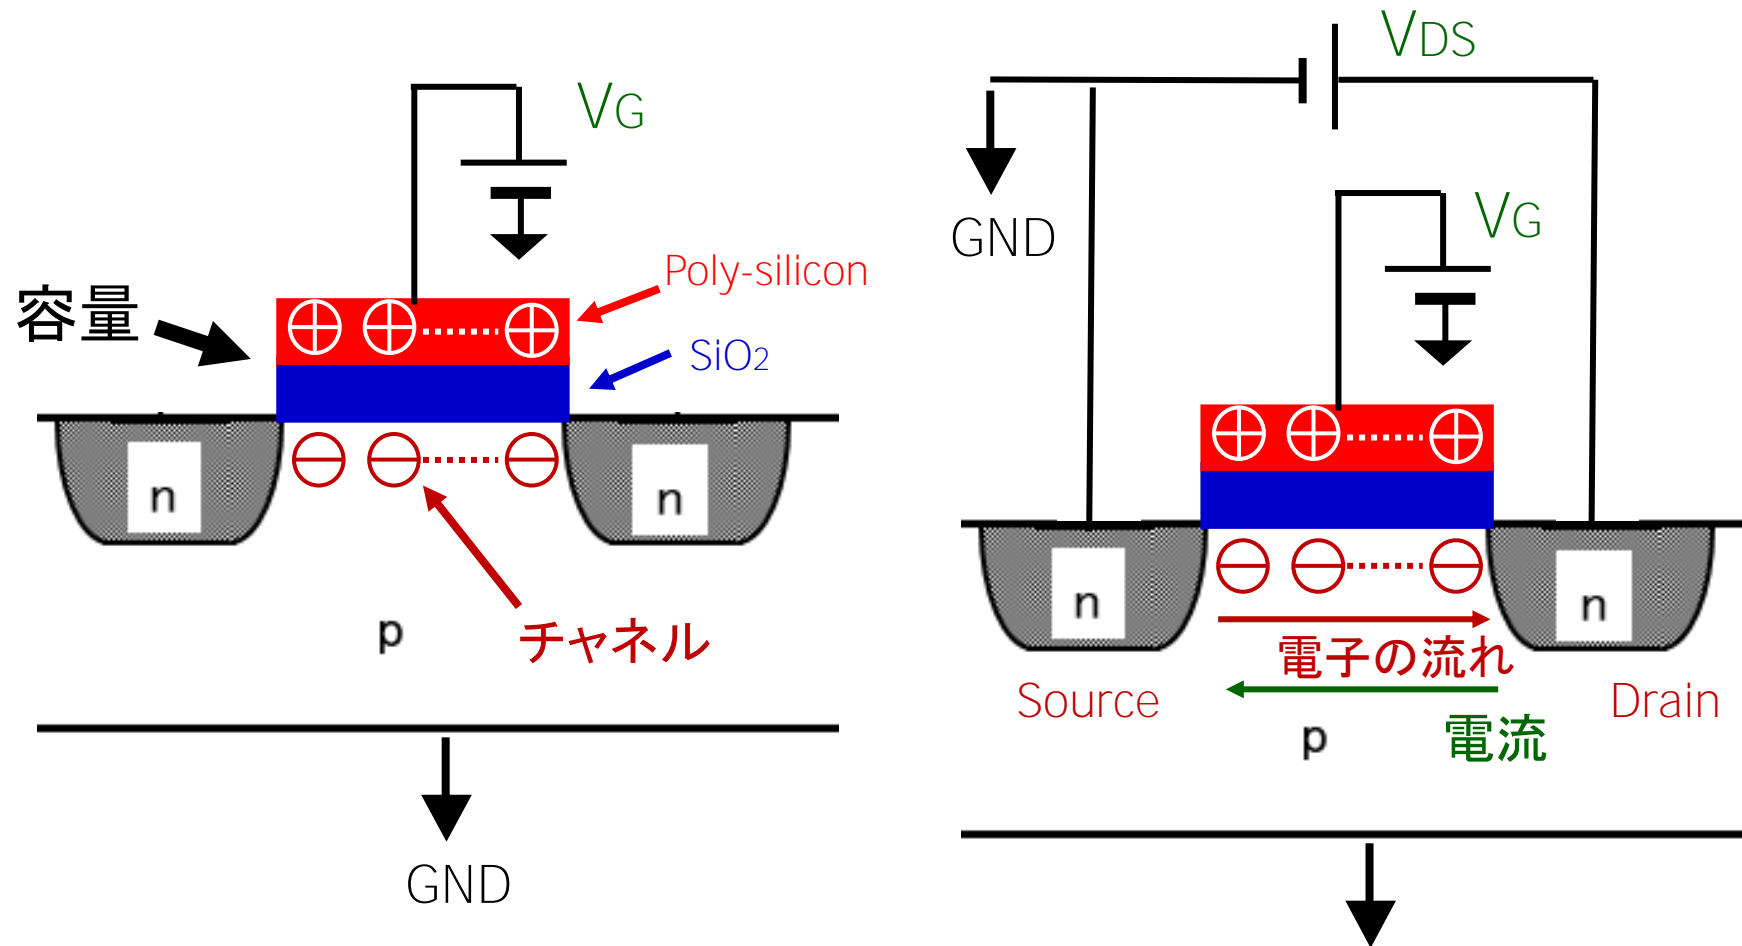 VG
Poly-silicon
容量
SiO2
n
n
p
チャネル
GND
VDS
GND
VG
n
n
電子の流れ
Source
Drain
電流
p